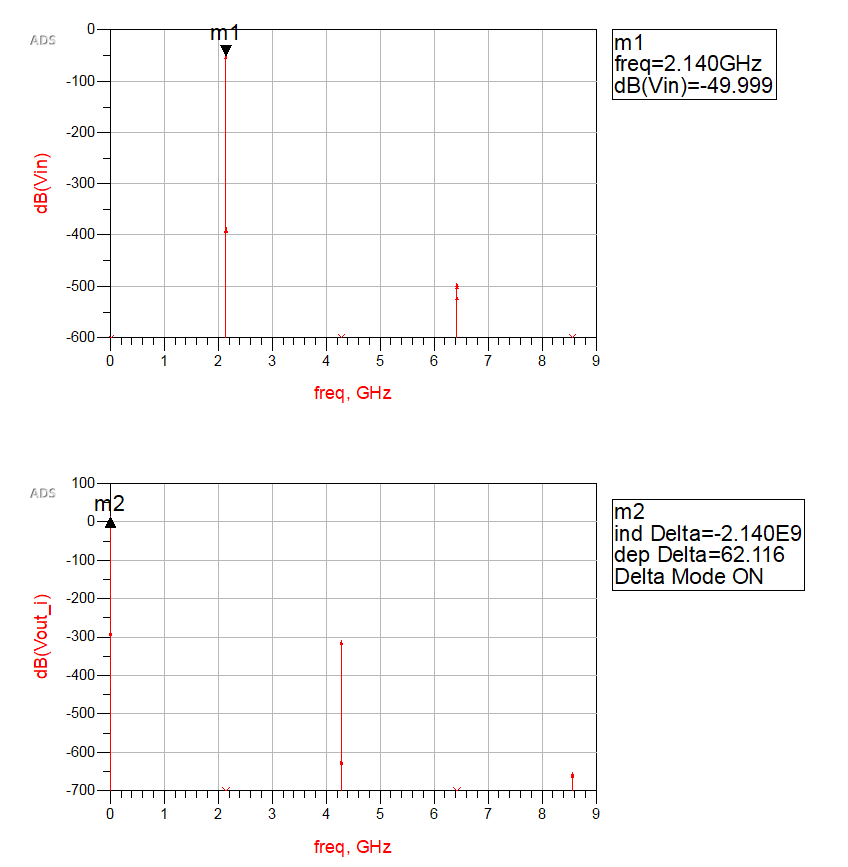 ADS
m1
0
-100
-200
-300
-400
-500
-600
dB(Vin)
0 1 2 3 4 5 6 7 8 9
freq, GHz
m1
freq=2.140GHz
dB(Vin)=-49.999
ADS
m2
100
0
-100
-200
-300
-400
-500
-600
-700
dB(Vout_i)
0 1 2 3 4 5 6 7 8 9
freq, GHz
m2
ind Delta=-2.140E9
dep Delta=62.116
Delta Mode ON